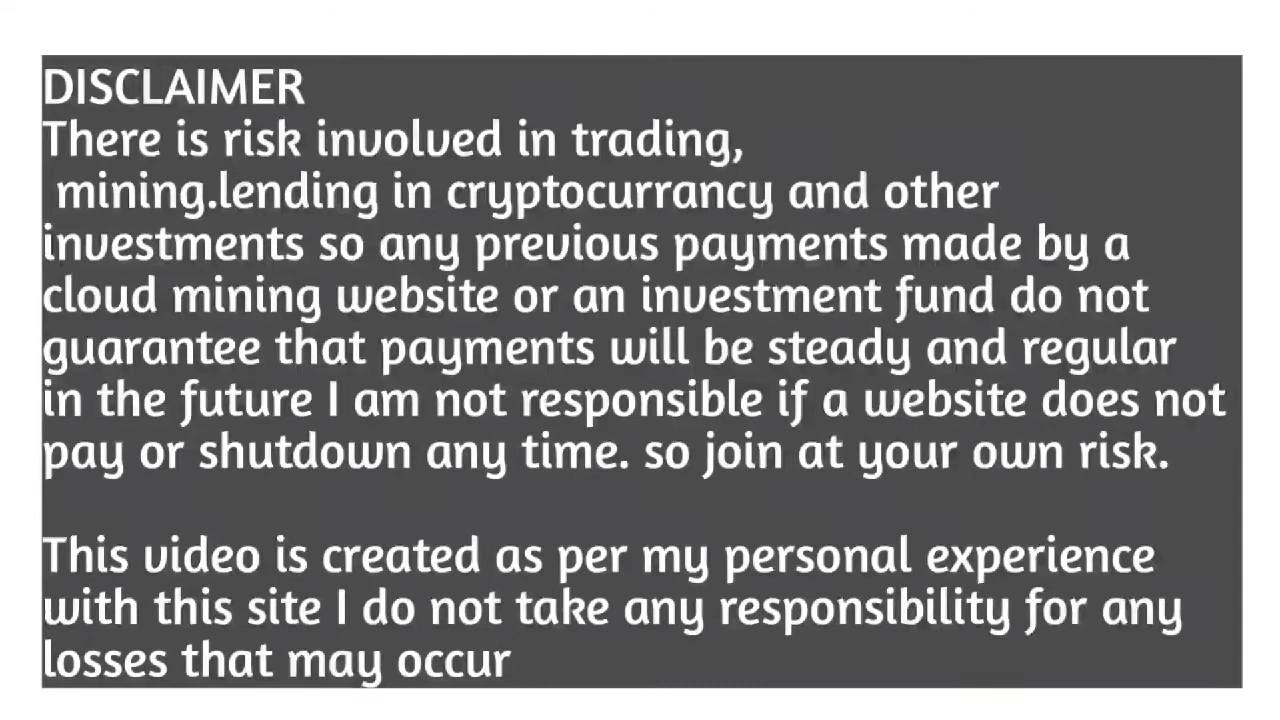 DISCLAIMER
There is risk involved in trading,
mining.lending in cryptocurrancy and other
investments so any previous payments made by a
cloud mining website or an investment fund do not
guarantee that payments will be steady and regular
in the future I am not responsible if a website does not
pay or shutdown any time. so join at your own risk.
This video is created as per my personal experience
with this site I do not take any responsibility for any
losses that may occur